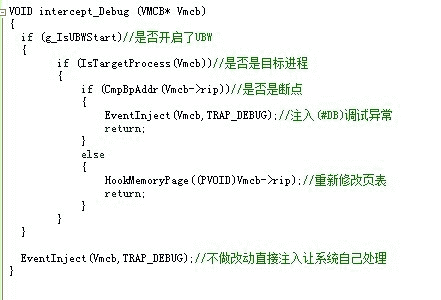 VOID intercept_Debug (VMCB* Vmcb)
{
if (g_IsUBWStart)//是否开启了UBW
{
if (IsTargetProcess(Vmcb))//是否是目标进程
{
if (CmpBpAddr(Vmcb->rip))//是否是断点
{
EventInject(Vmcb,TRAP_DEBUG);//注入(#DB)调试异常
return;
}
else
{
HookMemoryPage((PVOID)Vmcb->rip);//重新修改页表
return;
}
}
}
EventInject(Vmcb,TRAP_DEBUG);//不做改动直接注入让系统自己处理
}